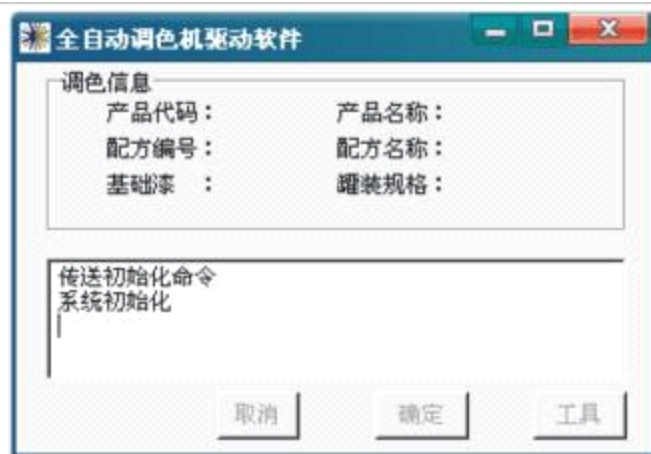 全自动调色机驱动软件
调色信息
产品代码： 产品名称：
配方编号： 配方名称：
基础漆 ： 罐装规格：
传送初始化命令
系统初始化
取消 确定 工具